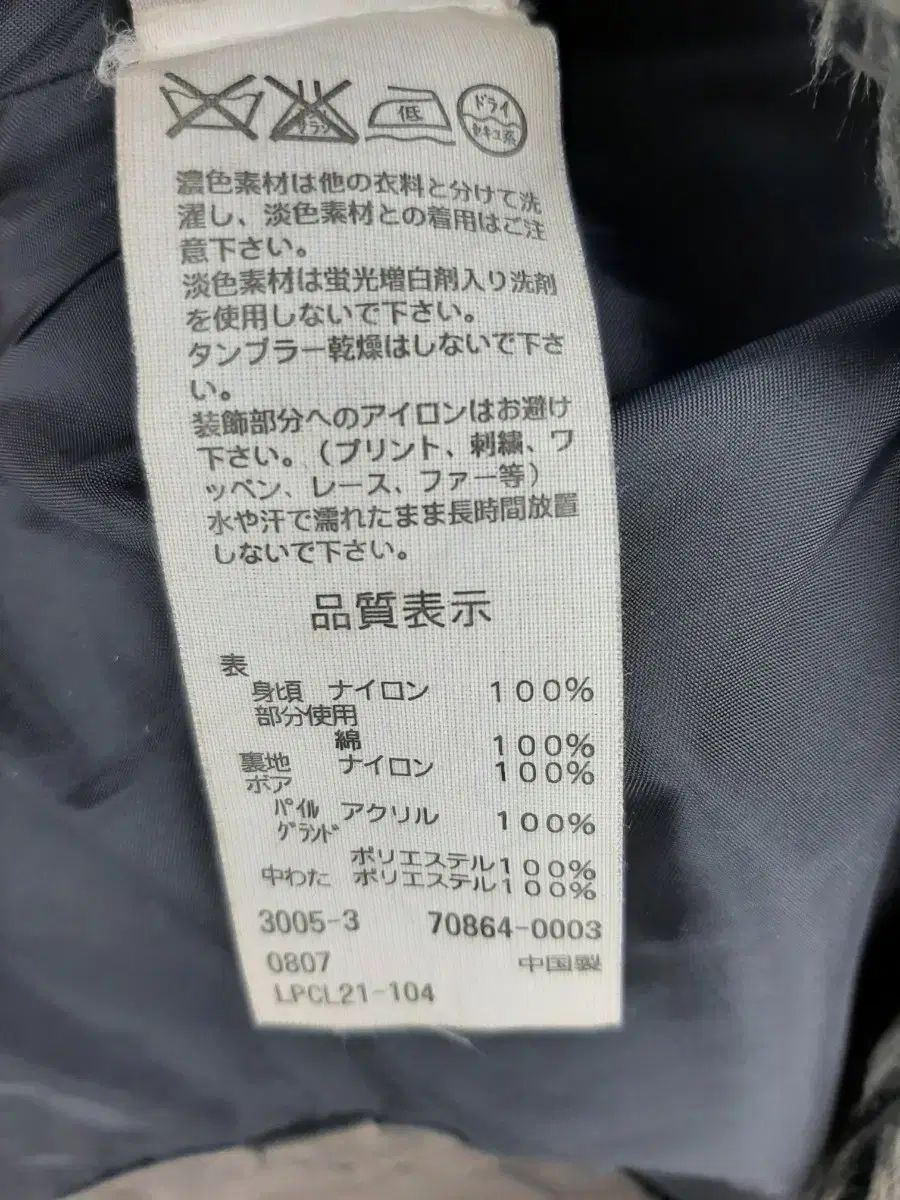 エンソ サラシ 低 ドライ
セキユ系
濃色素材は他の衣料と分けて洗
濯し、淡色素材との着用はご注
意下さい。
淡色素材は蛍光増白剤入り洗剤
を使用しないで下さい。
タンブラー乾燥はしないで下さ
い。
装飾部分へのアイロンはお避け
下さい。（プリント、刺繍、ワ
ッペン、レース、ファー等）
水や汗で濡れたまま長時間放置
しないで下さい。
品質表示
表
身頃 ナイロン 100%
部分使用
綿 100%
裏地 ナイロン 100%
ボア
パイル アクリル 100%
グランド
ポリエステル100%
中わた ポリエステル100%
3005-3 70864-0003
0807 中国製
LPCL21-104